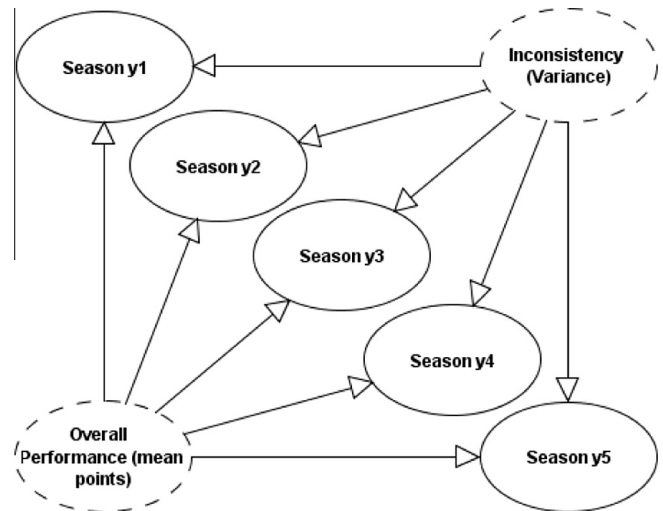 Season y1
Inconsistency
(Variance)
Season y2
Season y3
Season y4
Overall
Performance (mean
points)
Season y5